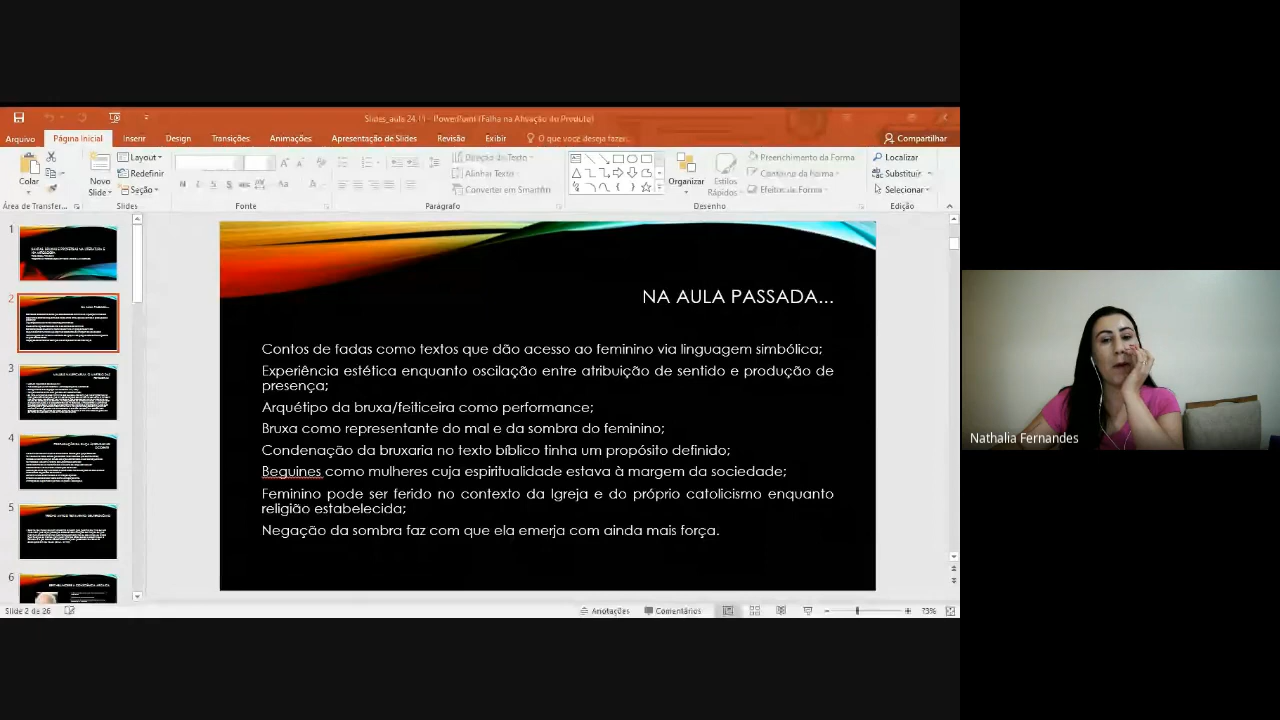 Slides_aula 24.11 - PowerPoint (Falha na Ativação do Produto)
Arquivo Página Inicial Inserir Design Transições Animações Apresentação de Slides Revisão Exibir O que você deseja fazer... Compartilhar
Colar
Novo Slide
Layout
Redefinir
Seção
Direção do Texto
Alinhar Texto
Converter em SmartArt
Organizar
Estilos Rápidos
Preenchimento da Forma
Contorno da Forma
Efeitos de Forma
Localizar
Substituir
Selecionar
Área de Transfer... Slides Fonte Parágrafo Desenho Edição
1
2
3
4
5
6
NA AULA PASSADA...
Contos de fadas como textos que dão acesso ao feminino via linguagem simbólica;
Experiência estética enquanto oscilação entre atribuição de sentido e produção de
presença;
Arquétipo da bruxa/feiticeira como performance;
Bruxa como representante do mal e da sombra do feminino;
Condenação da bruxaria no texto bíblico tinha um propósito definido;
Beguines como mulheres cuja espiritualidade estava à margem da sociedade;
Feminino pode ser ferido no contexto da Igreja e do próprio catolicismo enquanto
religião estabelecida;
Negação da sombra faz com que ela emerja com ainda mais força.
Slide 2 de 26 Anotações Comentários 73%
Nathalia Fernandes